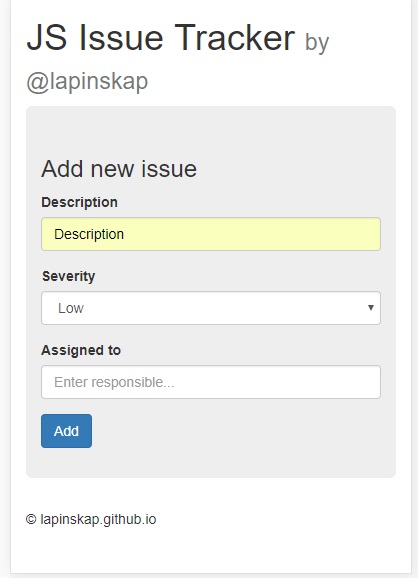 JS Issue Tracker by
@lapinskap
Add new issue
Description
Description
Severity
Low
Assigned to
Enter responsible...
Add
© lapinskap.github.io